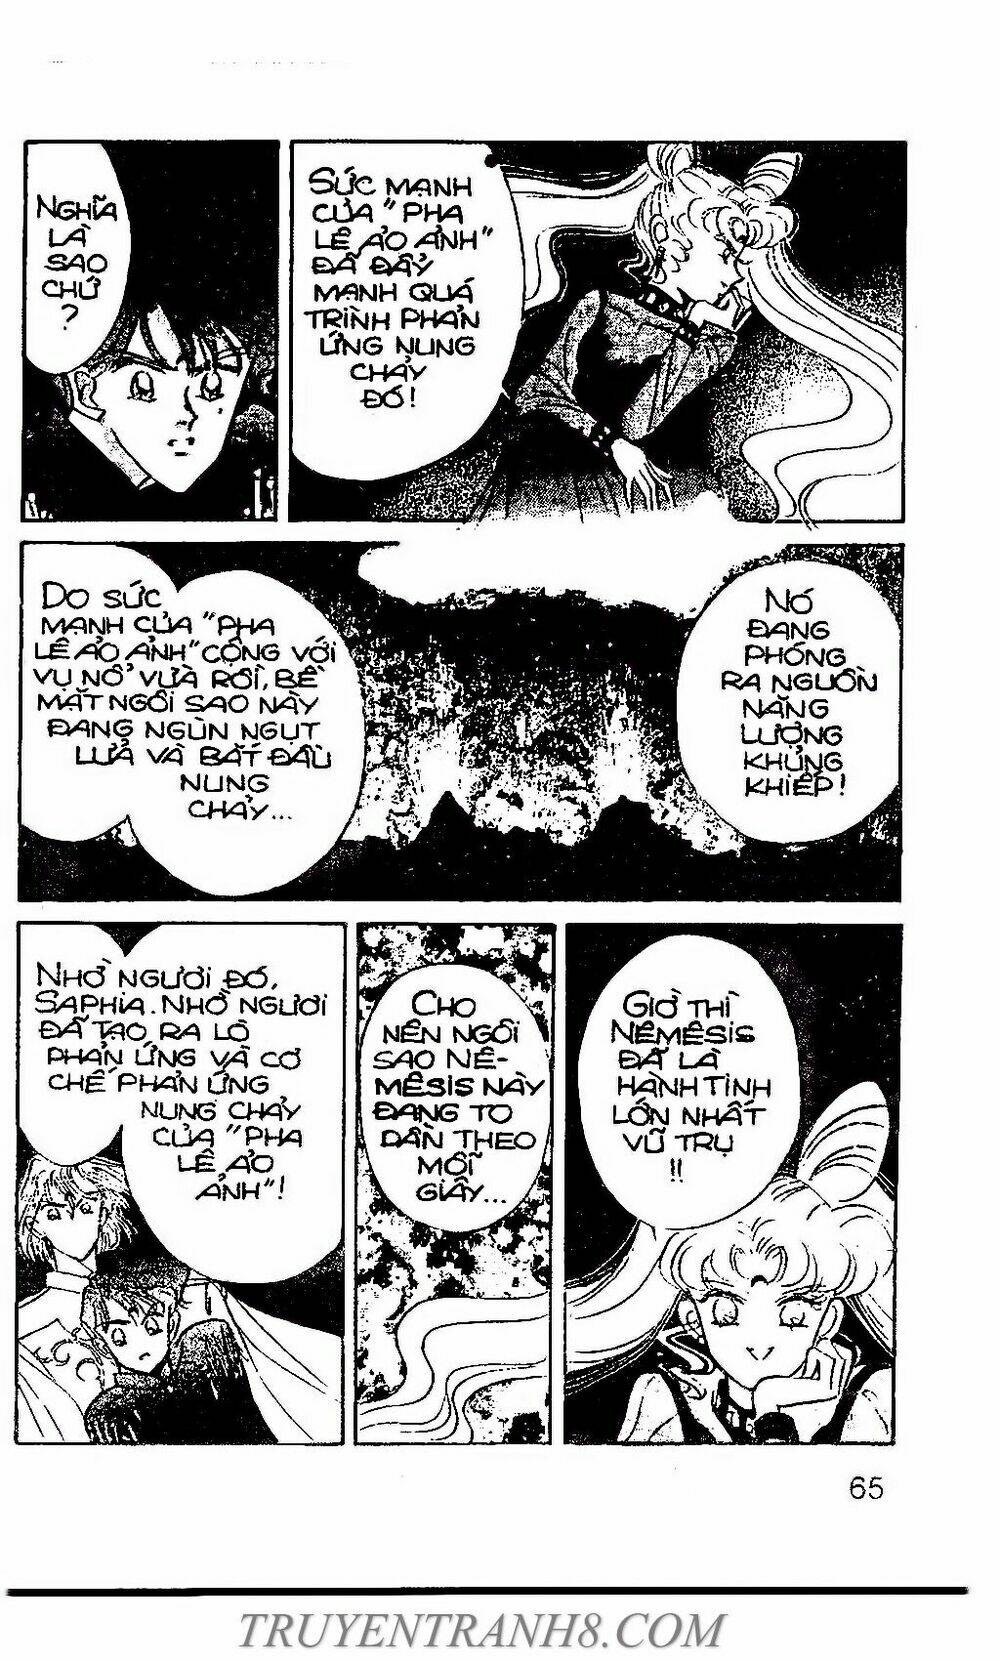 SỨC MẠNH
CỦA "PHA
LÊ ẢO ẢNH"
ĐÃ ĐẨY
MẠNH QUÁ
TRÌNH PHẢN
ỨNG NUNG
CHẢY
ĐÓ!
NGHĨA
LÀ
SAO
CHỨ
?
NÓ
ĐANG
PHÓNG
RA NGUỒN
NĂNG
LƯỢNG
KHỦNG
KHIẾP!
DO SỨC
MẠNH CỦA "PHA
LÊ ẢO ẢNH" CỘNG VỚI
VỤ NỔ VỪA RỒI, BỀ
MẶT NGÔI SAO NÀY
ĐANG NGÙN NGỤT
LỬA VÀ BẮT ĐẦU
NUNG
CHẢY...
GIỜ THÌ
NÊMÊSIS
ĐÃ LÀ
HÀNH TINH
LỚN NHẤT
VŨ TRỤ
!!
CHO
NÊN NGÔI
SAO NÊ-
MÊSIS NÀY
ĐANG TO
DẦN THEO
MỖI
GIÂY...
NHỜ NGƯƠI ĐÓ,
SAPHIA. NHỜ NGƯƠI
ĐÃ TẠO RA LÒ
PHẢN ỨNG VÀ CƠ
CHẾ PHẢN ỨNG
NUNG CHẢY
CỦA "PHA
LÊ ẢO
ẢNH"!
65
TRUYENTRANH8.COM